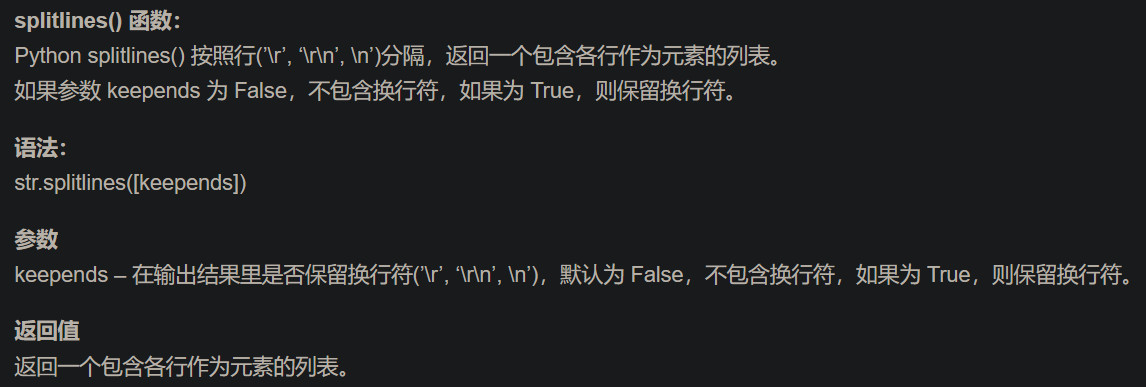 splitlines() 函数：
Python splitlines() 按照行(’\r’, ‘\r\n’, \n’)分隔，返回一个包含各行作为元素的列表。
如果参数 keepends 为 False，不包含换行符，如果为 True，则保留换行符。
语法：
str.splitlines([keepends])
参数
keepends – 在输出结果里是否保留换行符(’\r’, ‘\r\n’, \n’)，默认为 False，不包含换行符，如果为 True，则保留换行符。
返回值
返回一个包含各行作为元素的列表。